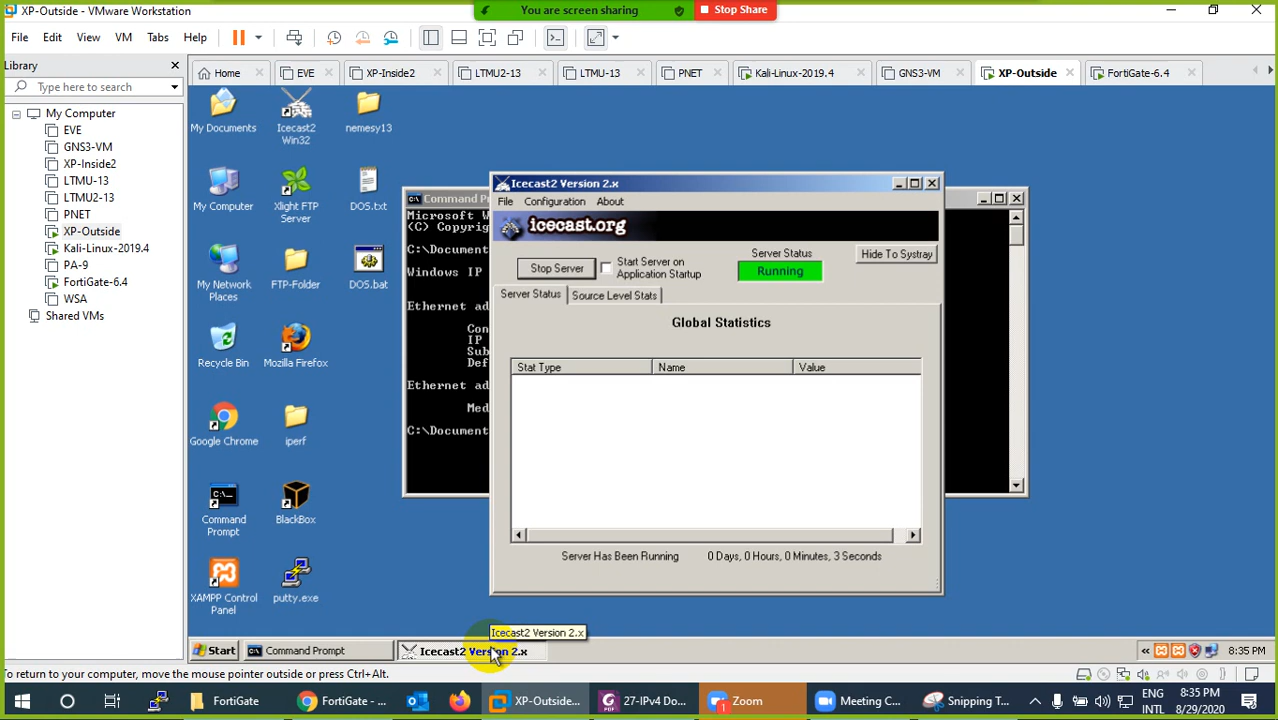 XP-Outside - VMware Workstation
You are screen sharing
Stop Share
File Edit View VM Tabs Help
Library
Type here to search
My Computer
EVE
GNS3-VM
XP-Inside2
LTMU-13
LTMU2-13
PNET
XP-Outside
Kali-Linux-2019.4
PA-9
FortiGate-6.4
WSA
Shared VMs
Home
EVE
XP-Inside2
LTMU2-13
LTMU-13
PNET
Kali-Linux-2019.4
GNS3-VM
XP-Outside
FortiGate-6.4
My Documents
Icecast2 Win32
nemesy13
My Computer
Xlight FTP Server
DOS.txt
My Network Places
FTP-Folder
DOS.bat
Recycle Bin
Mozilla Firefox
Google Chrome
iperf
Command Prompt
BlackBox
XAMPP Control Panel
putty.exe
Command Pr
Microsoft W
(C) Copyrig
C:\Document
Windows IP
Ethernet ad
Con
IP
Sub
Def
Ethernet ad
Med
C:\Document
Icecast2 Version 2.x
File Configuration About
icecast.org
Stop Server
Start Server on
Application Startup
Server Status
Running
Hide To Systray
Server Status
Source Level Stats
Global Statistics
Stat Type Name Value
Server Has Been Running 0 Days, 0 Hours, 0 Minutes, 3 Seconds
Icecast2 Version 2.x
Start
Command Prompt
Icecast2 Version 2.x
8:35 PM
To return to your computer, move the mouse pointer outside or press Ctrl+Alt.
FortiGate
FortiGate - ...
XP-Outside...
27-IPv4 Do...
1
Zoom
Meeting C...
Snipping T...
ENG
INTL
8:35 PM
8/29/2020